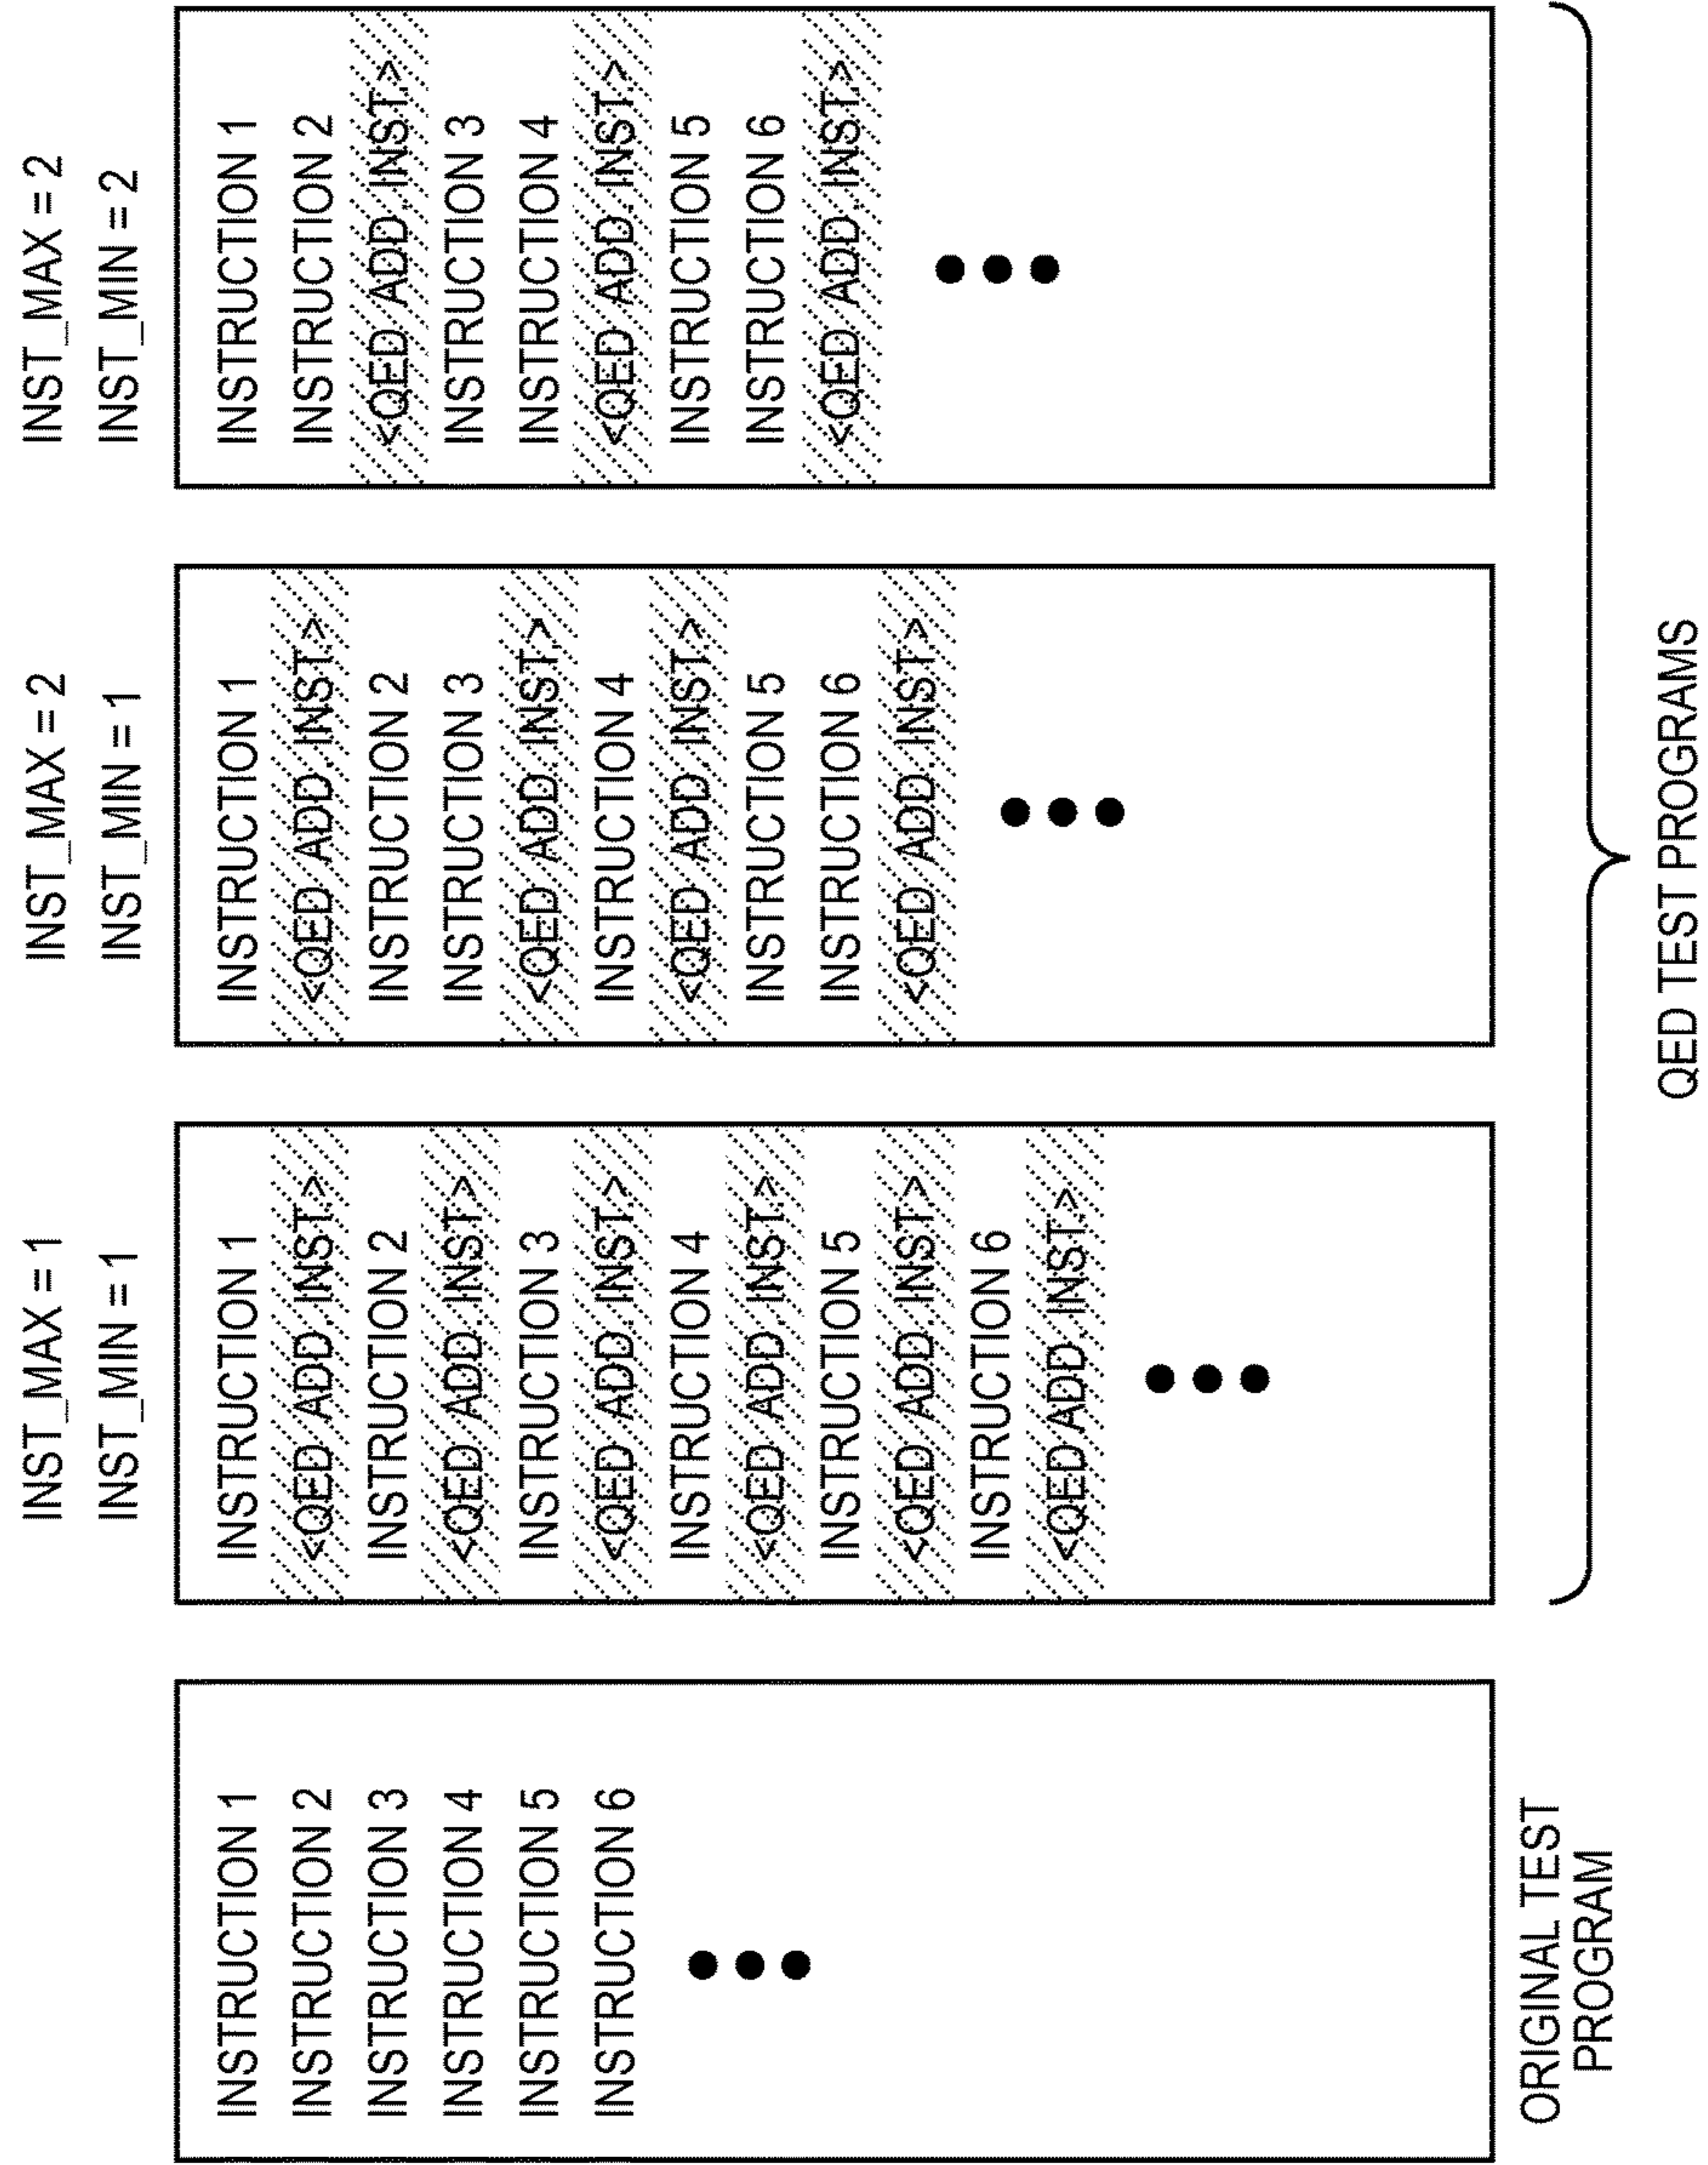 INSTRUCTION 1
INSTRUCTION 2
INSTRUCTION 3
INSTRUCTION 4
INSTRUCTION 5
INSTRUCTION 6
ORIGINAL TEST
PROGRAM
INST_MAX = 1
INST_MIN = 1
INSTRUCTION 1
<QED ADD. INST.>
INSTRUCTION 2
<QED ADD. INST.>
INSTRUCTION 3
<QED ADD. INST.>
INSTRUCTION 4
<QED ADD. INST.>
INSTRUCTION 5
<QED ADD. INST.>
INSTRUCTION 6
<QED ADD. INST.>
INST_MAX = 2
INST_MIN = 1
INSTRUCTION 1
<QED ADD. INST.>
INSTRUCTION 2
INSTRUCTION 3
<QED ADD. INST.>
INSTRUCTION 4
<QED ADD. INST.>
INSTRUCTION 5
INSTRUCTION 6
<QED ADD. INST.>
INST_MAX = 2
INST_MIN = 2
INSTRUCTION 1
INSTRUCTION 2
<QED ADD. INST.>
INSTRUCTION 3
INSTRUCTION 4
<QED ADD. INST.>
INSTRUCTION 5
INSTRUCTION 6
<QED ADD. INST.>
QED TEST PROGRAMS